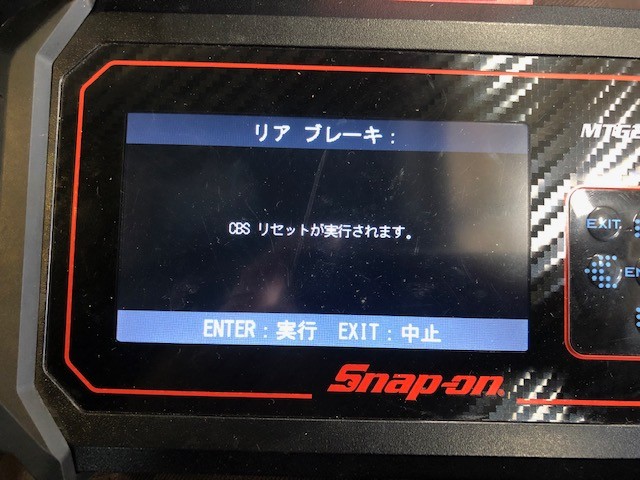 リア ブレーキ：
CBS リセットが実行されます。
ENTER：実行 EXIT：中止
Snap-on
EXIT